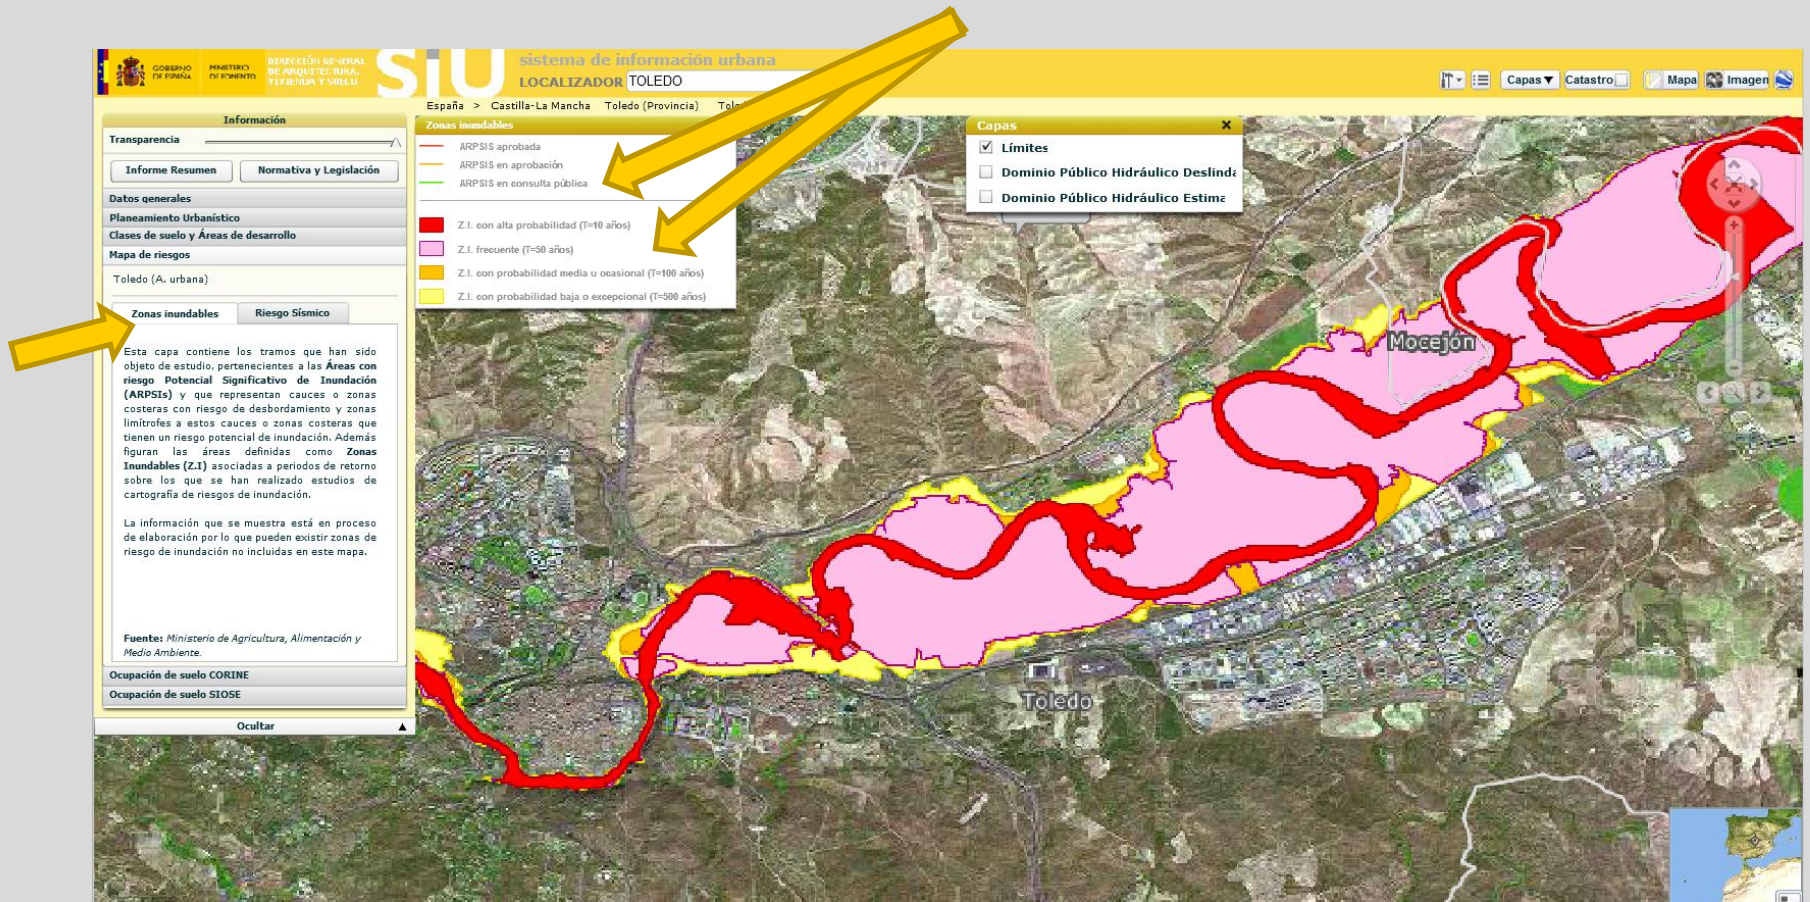 GOBIERNO
DE ESPAÑA
MINISTERIO
DE FOMENTO
DIRECCIÓN GENERAL
DE ARQUITECTURA,
VIVIENDA Y SUELO
SIU
sistema de información urbana
LOCALIZADOR TOLEDO
Capas Catastro Mapa Imagen
España > Castilla-La Mancha Toledo (Provincia)
Información
Transparencia
Informe Resumen Normativa y Legislación
Datos generales
Planeamiento Urbanístico
Clases de suelo y Áreas de desarrollo
Mapa de riesgos
Toledo (A. urbana)
Zonas inundables Riesgo Sísmico
Esta capa contiene los tramos que han sido
objeto de estudio, pertenecientes a las Áreas con
riesgo Potencial Significativo de Inundación
(ARPSIs) y que representan cauces o zonas
costeras con riesgo de desbordamiento y zonas
limítrofes a estos cauces o zonas costeras que
tienen un riesgo potencial de inundación. Además
figuran las áreas definidas como Zonas
Inundables (Z.I) asociadas a periodos de retorno
sobre los que se han realizado estudios de
cartografía de riesgos de inundación.
La información que se muestra está en proceso
de elaboración por lo que pueden existir zonas de
riesgo de inundación no incluidas en este mapa.
Fuente: Ministerio de Agricultura, Alimentación y
Medio Ambiente.
Ocupación de suelo CORINE
Ocupación de suelo SIOSE
Ocultar
Zonas inundables
ARPSIS aprobada
ARPSIS en aprobación
ARPSIS en consulta pública
Z.I. con alta probabilidad (T=10 años)
Z.I. frecuente (T=50 años)
Z.I. con probabilidad media u ocasional (T=100 años)
Z.I. con probabilidad baja o excepcional (T=500 años)
Capas
Límites
Dominio Público Hidráulico Deslinda
Dominio Público Hidráulico Estima
Mocejón
Toledo